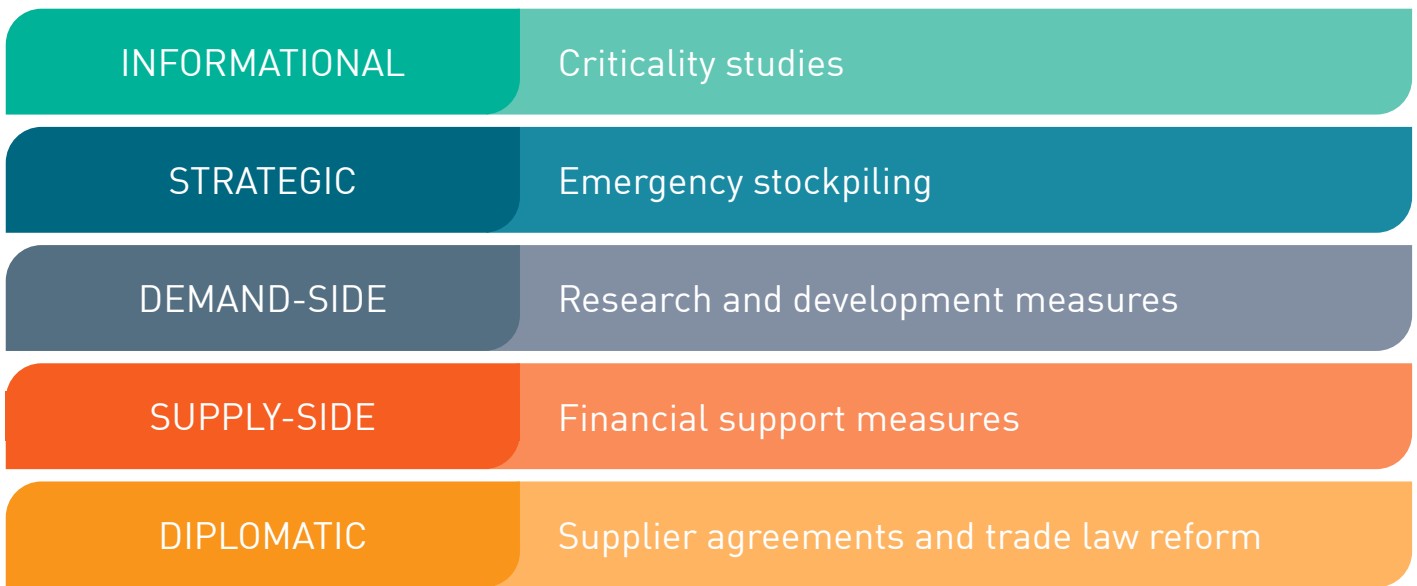 INFORMATIONAL Criticality studies
STRATEGIC Emergency stockpiling
DEMAND-SIDE Research and development measures
SUPPLY-SIDE Financial support measures
DIPLOMATIC Supplier agreements and trade law reform